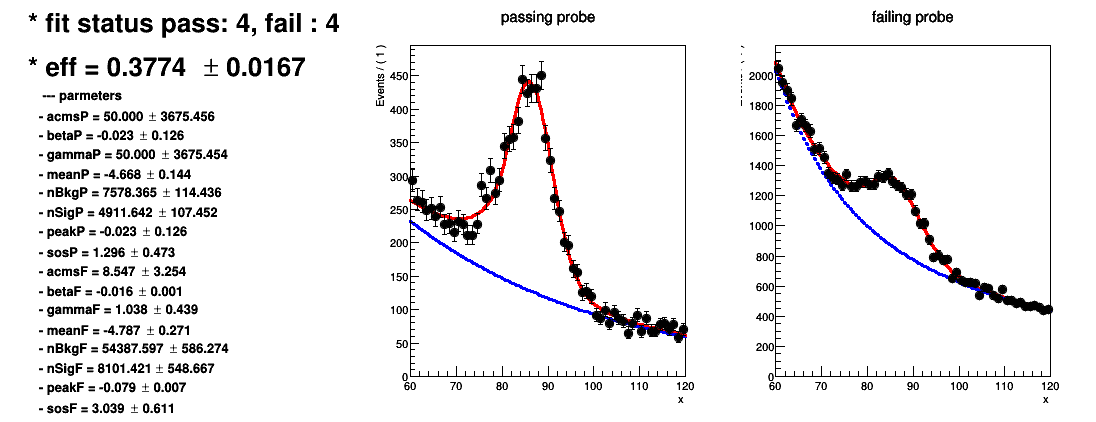 * fit status pass: 4, fail : 4
* eff = 0.3774 ± 0.0167
--- parmeters
- acmsP = 50.000 ± 3675.456
- betaP = -0.023 ± 0.126
- gammaP = 50.000 ± 3675.454
- meanP = -4.668 ± 0.144
- nBkgP = 7578.365 ± 114.436
- nSigP = 4911.642 ± 107.452
- peakP = -0.023 ± 0.126
- sosP = 1.296 ± 0.473
- acmsF = 8.547 ± 3.254
- betaF = -0.016 ± 0.001
- gammaF = 1.038 ± 0.439
- meanF = -4.787 ± 0.271
- nBkgF = 54387.597 ± 586.274
- nSigF = 8101.421 ± 548.667
- peakF = -0.079 ± 0.007
- sosF = 3.039 ± 0.611
passing probe
Events / ( 1 )
450
400
350
300
250
200
150
100
50
0
60 70 80 90 100 110 120
x
failing probe
2000
1800
1600
1400
1200
1000
800
600
400
200
0
60 70 80 90 100 110 120
x